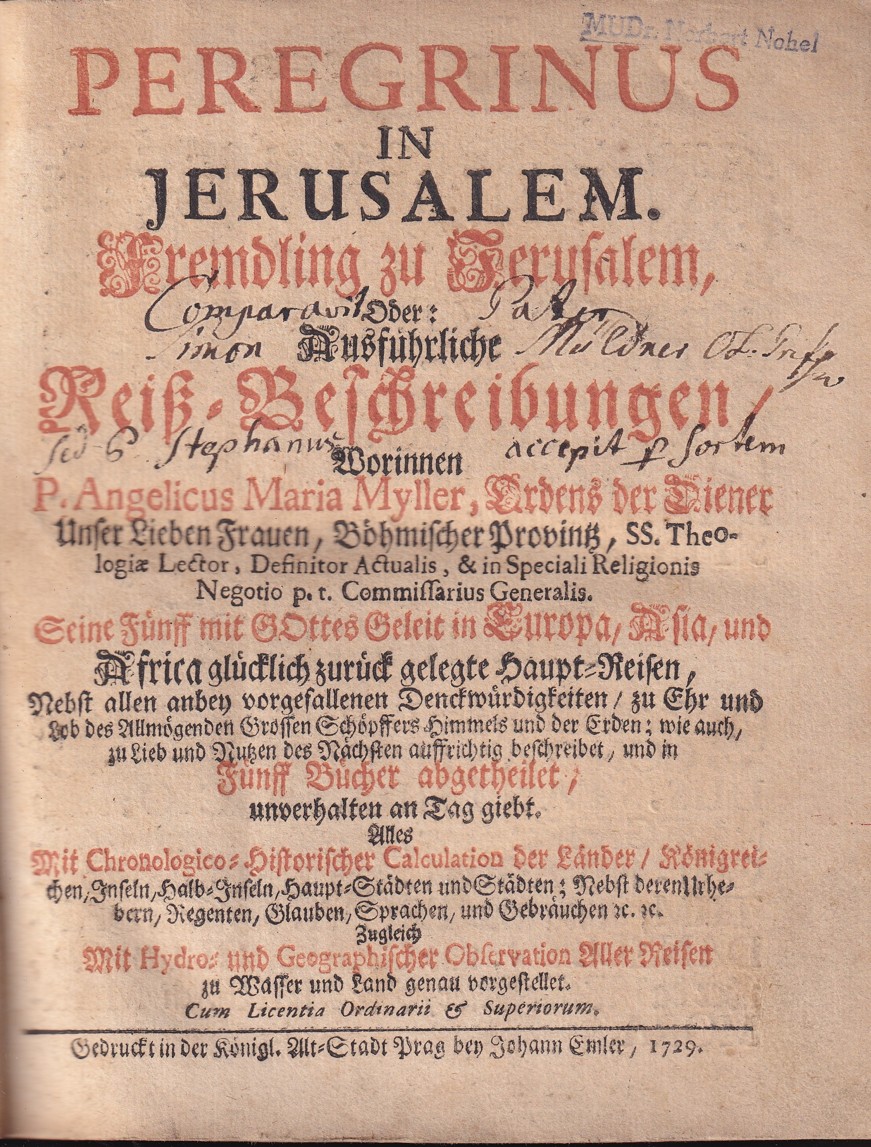 MUDr. Norbert Nohel
PEREGRINUS
IN
JERUSALEM.
Fremdling zu Jerusalem,
Comparavit Oder: Pater
Simon Ausführliche Müldner
Reiß-Beschreibungen /
sed Stephanus Worinnen accepit p sortem
P. Angelicus Maria Myller, Ordens der Diener
Unser Lieben Frauen, Böhmischer Provintz, SS. Theo-
logiæ Lector, Definitor Actualis, & in Speciali Religionis
Negotio p. t. Commissarius Generalis.
Seine Fünff mit GOttes Geleit in Europa/ Asia/ und
Africa glücklich zurück gelegte Haupt-Reisen,
Nebst allen anbey vorgefallenen Denckwürdigkeiten / zu Ehr und
Lob des Allmögenden Grossen Schöpffers Himmels und der Erden; wie auch,
zu Lieb und Nutzen des Nächsten auffrichtig beschreibet, und in
Fünff Bücher abgetheilet /
unverhalten an Tag giebt.
Alles
Mit Chronologico-Historischer Calculation der Länder / Königrei-
chen, Inseln, Halb-Inseln, Haupt-Städten und Städten; Nebst deren Urhe-
bern, Regenten, Glauben, Sprachen, und Gebräuchen ꝛc. ꝛc.
Zugleich
Mit Hydro- und Geographischer Observation Aller Reisen
zu Wasser und Land genau vorgestellet.
Cum Licentia Ordinarii & Superiorum.
Gedruckt in der Königl. Alt-Stadt Prag bey Johann Emler, 1729.